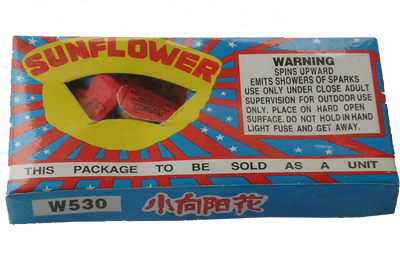 SUNFLOWER
WARNING
SPINS UPWARD
EMITS SHOWERS OF SPARKS
USE ONLY UNDER CLOSE ADULT
SUPERVISION FOR OUTDOOR USE
ONLY. PLACE ON HARD OPEN
SURFACE. DO NOT HOLD IN HAND
LIGHT FUSE AND GET AWAY.
THIS PACKAGE TO BE SOLD AS A UNIT
W530
小向阳花